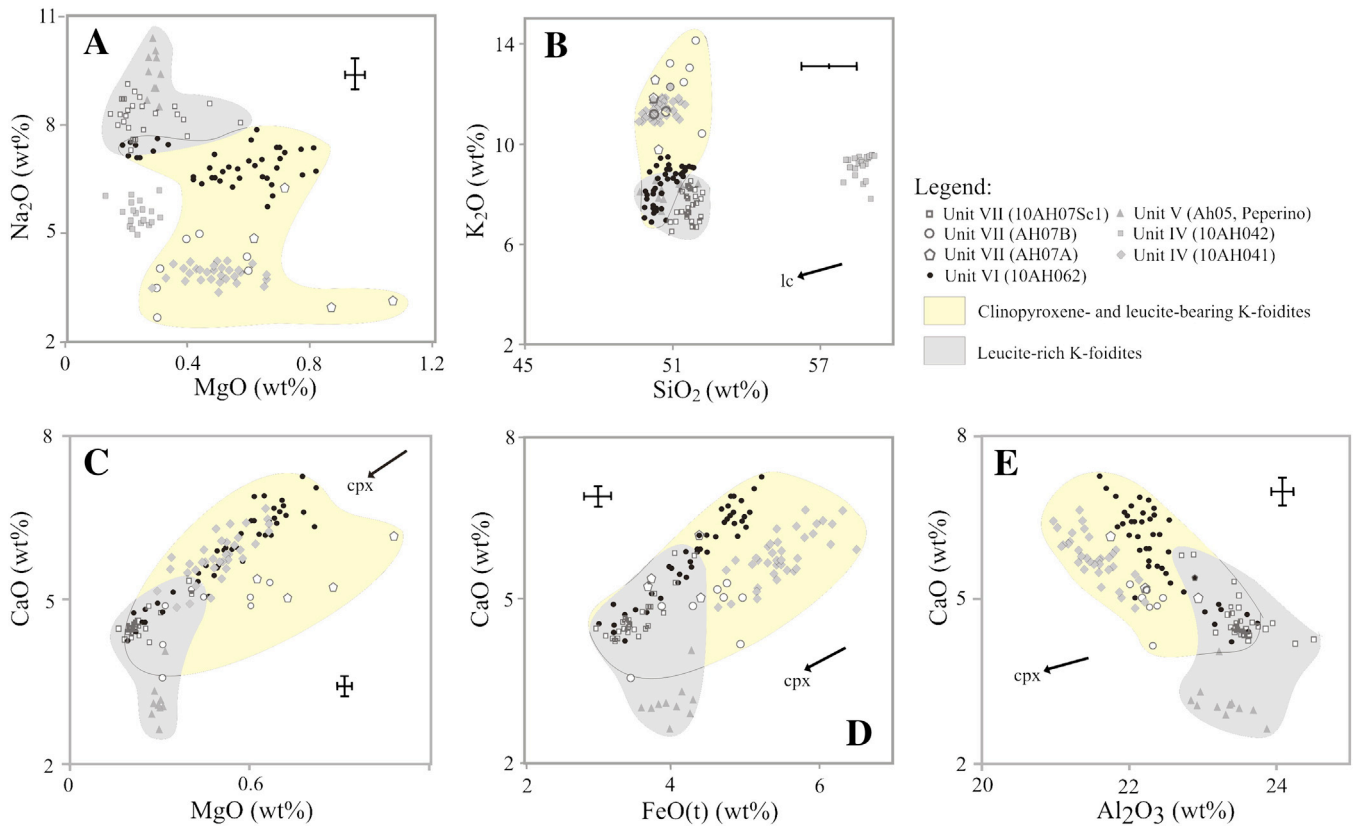 A
11
8
5
2
Na2O (wt%)
0
0.4
0.8
1.2
MgO (wt%)
B
14
10
6
2
K2O (wt%)
lc
45
51
57
SiO2 (wt%)
Legend:
Unit VII (10AH07Sc1)
Unit VII (AH07B)
Unit VII (AH07A)
Unit VI (10AH062)
Unit V (Ah05, Peperino)
Unit IV (10AH042)
Unit IV (10AH041)
Clinopyroxene- and leucite-bearing K-foidites
Leucite-rich K-foidites
C
8
5
2
CaO (wt%)
cpx
0
0.6
MgO (wt%)
8
5
2
CaO (wt%)
cpx
D
2
4
6
FeO(t) (wt%)
E
8
5
2
CaO (wt%)
cpx
20
22
24
Al2O3 (wt%)